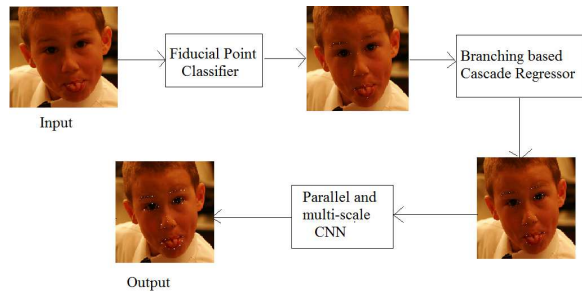 Input
Fiducial Point
Classifier
Branching based
Cascade Regressor
Parallel and
multi-scale
CNN
Output